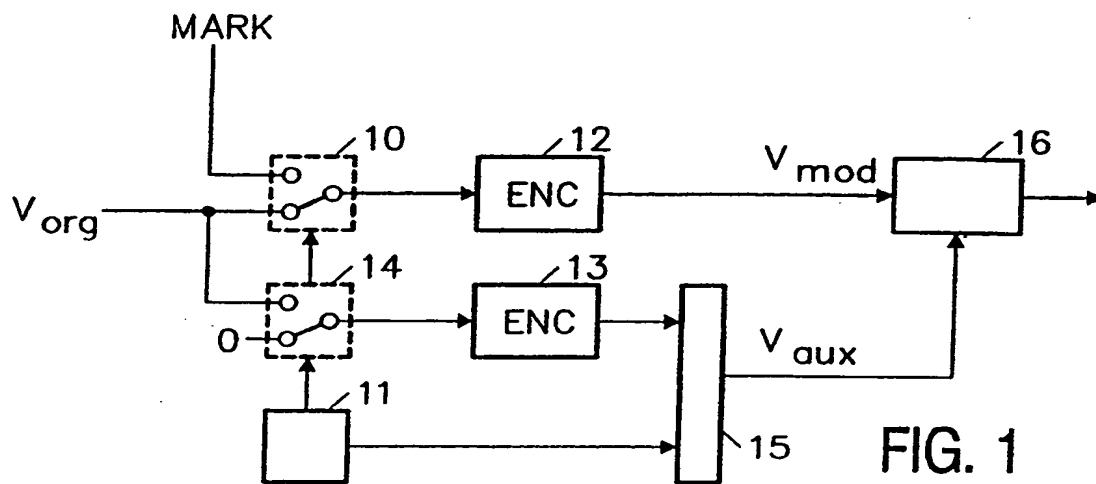 MARK
10
12
16
ENC
V mod
V org
14
13
0
ENC
V aux
11
15
FIG. 1